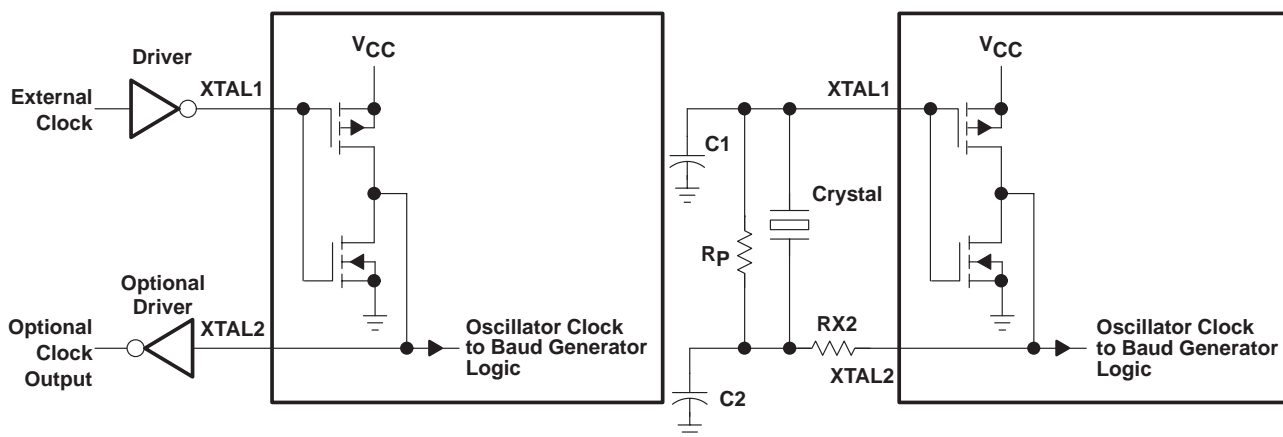 Driver
VCC
External
Clock
XTAL1
Optional
Driver
Optional
Clock
Output
XTAL2
Oscillator Clock
to Baud Generator
Logic
VCC
XTAL1
C1
Crystal
RP
RX2
XTAL2
C2
Oscillator Clock
to Baud Generator
Logic